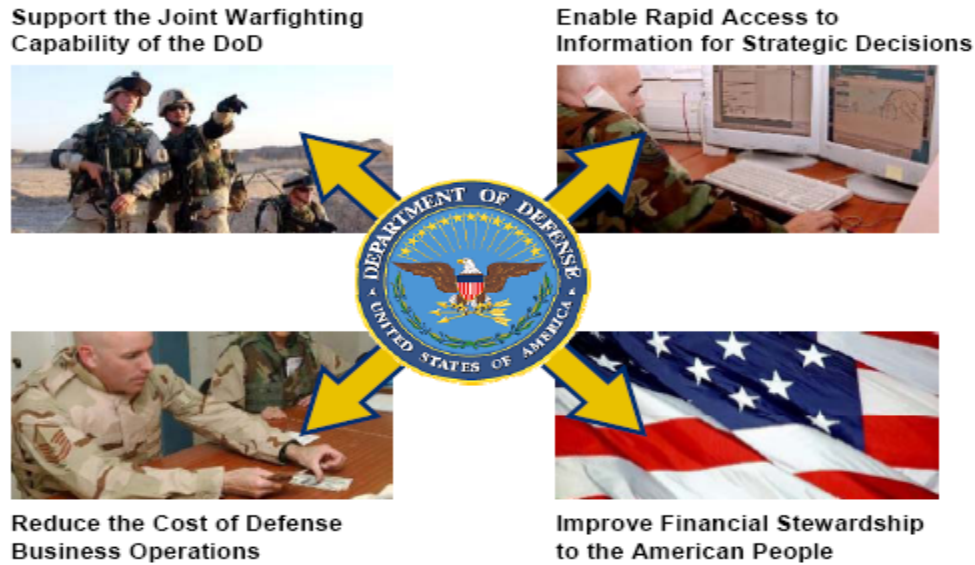 Support the Joint Warfighting
Capability of the DoD
Enable Rapid Access to
Information for Strategic Decisions
DEPARTMENT OF DEFENSE
UNITED STATES OF AMERICA
Reduce the Cost of Defense
Business Operations
Improve Financial Stewardship
to the American People